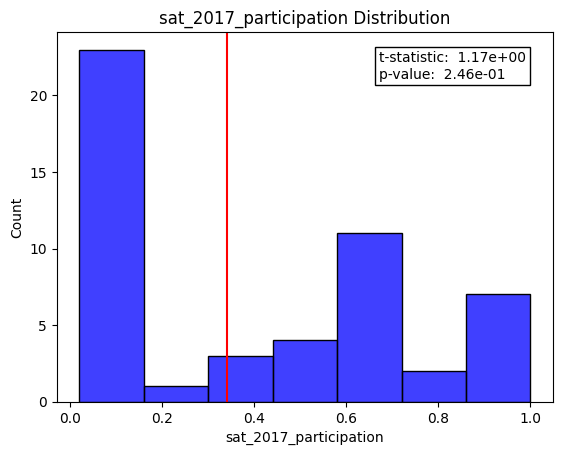 sat_2017_participation Distribution
t-statistic:  1.17e+00
p-value:  2.46e-01
Count
20
15
10
5
0
0.0 0.2 0.4 0.6 0.8 1.0
sat_2017_participation